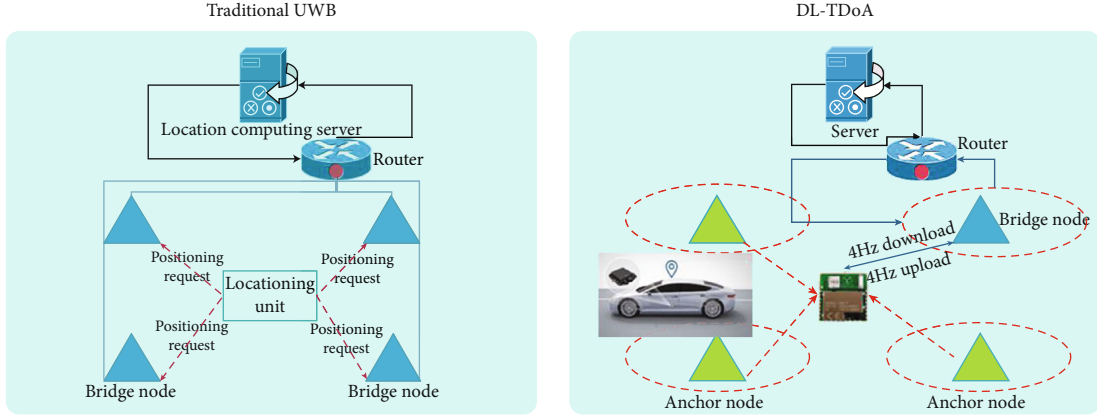 Traditional UWB
Location computing server
Router
Positioning
request
Positioning
request
Locationing
unit
Positioning
request
Positioning
request
Bridge node
Bridge node
DL-TDoA
Server
Router
Bridge node
4Hz download
4Hz upload
Anchor node
Anchor node